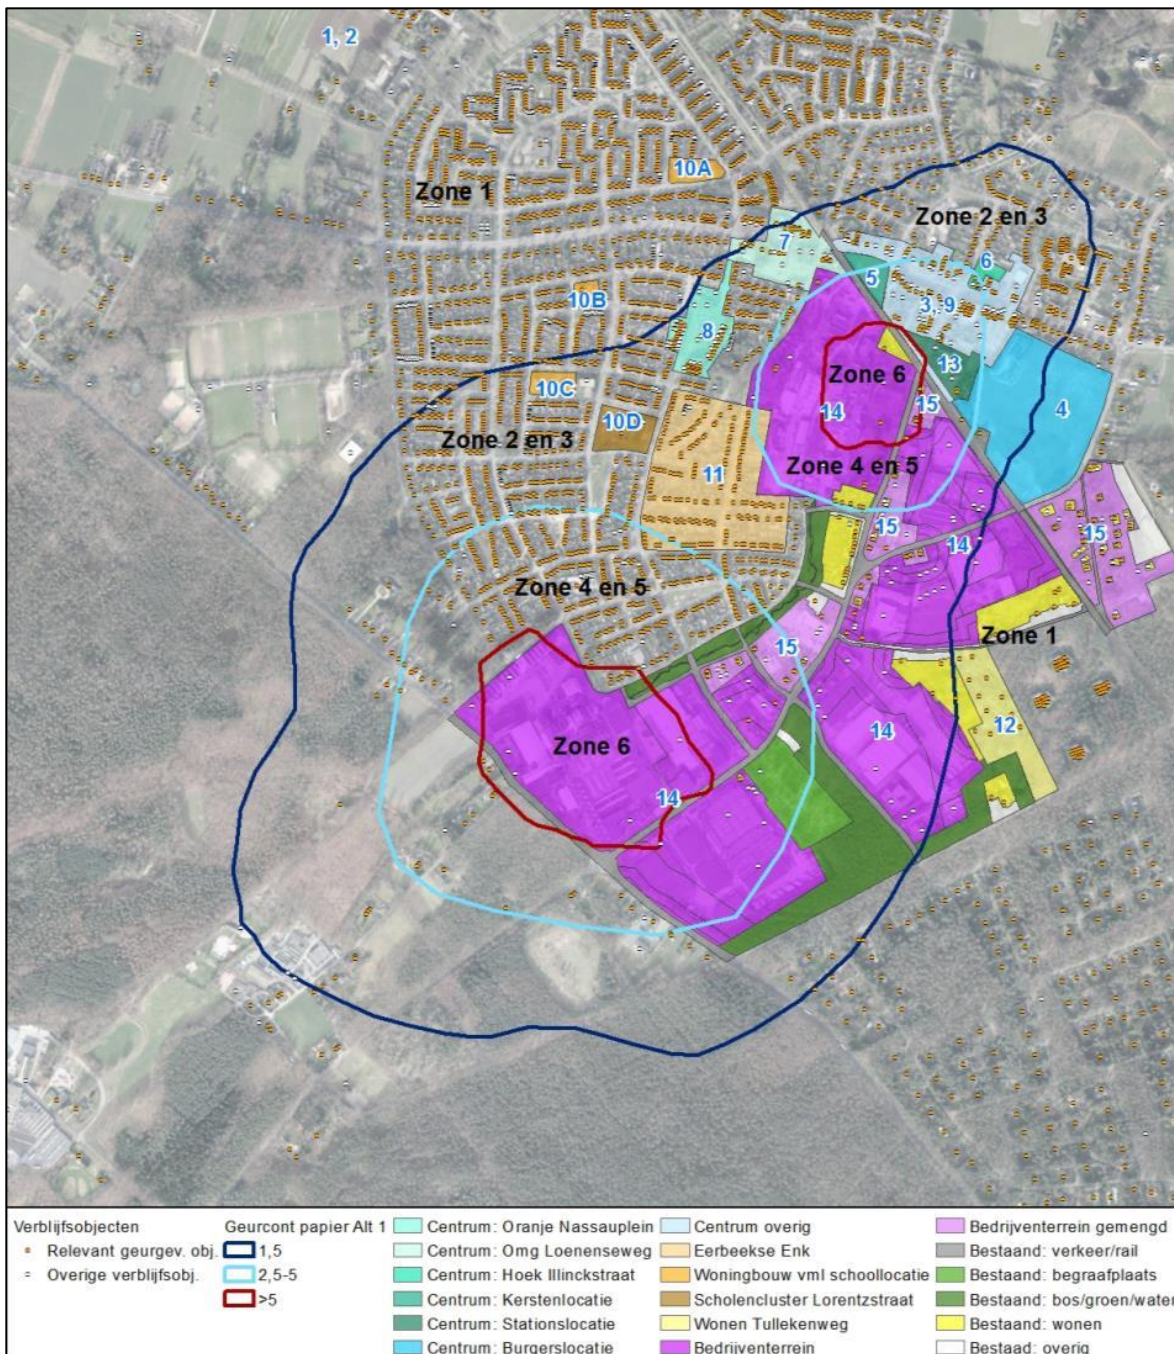 1, 2
10A
Zone 1
Zone 2 en 3
7
6
5
10B
3, 9
8
13
Zone 6
10C
15
4
14
10D
Zone 2 en 3
Zone 4 en 5
11
15
15
14
Zone 4 en 5
Zone 1
15
12
14
Zone 6
14
Verblijfsobjecten
Relevant geurgev. obj.
Overige verblijfsobj.
Geurcont papier Alt 1
1,5
2,5-5
>5
Centrum: Oranje Nassauplein
Centrum: Omg Loenenseweg
Centrum: Hoek Illinckstraat
Centrum: Kerstenlocatie
Centrum: Stationslocatie
Centrum: Burgerslocatie
Centrum overig
Eerbeekse Enk
Woningbouw vml schoollocatie
Scholencluster Lorentzstraat
Wonen Tullekenweg
Bedrijventerrein
Bedrijventerrein gemengd
Bestaand: verkeer/rail
Bestaand: begraafplaats
Bestaand: bos/groen/water
Bestaand: wonen
Bestaad: overig